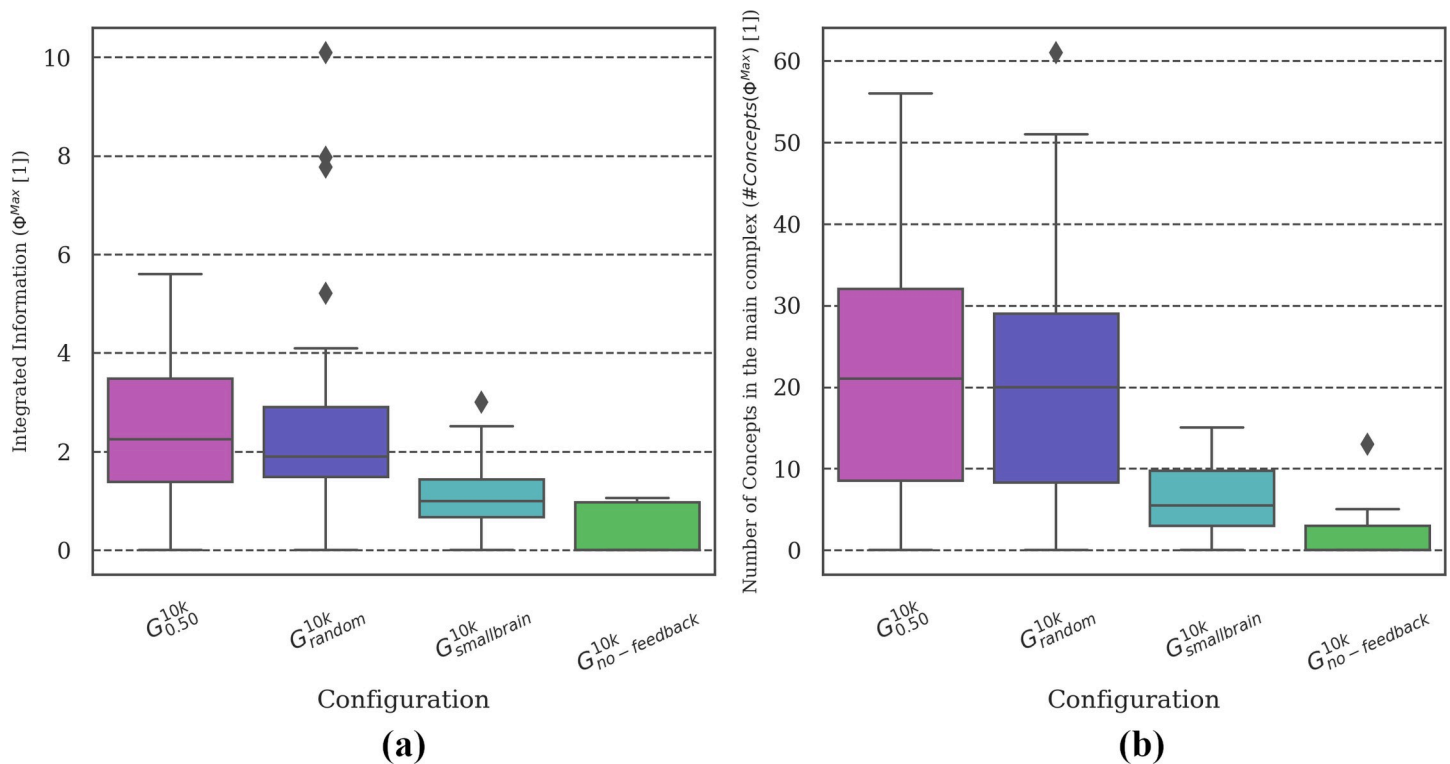 Integrated Information (Φ^Max [1])
10
8
6
4
2
0
G^10k_0.50
G^10k_random
G^10k_smallbrain
G^10k_no−feedback
Configuration
(a)
Number of Concepts in the main complex (#Concepts(Φ^Max) [1])
60
50
40
30
20
10
0
G^10k_0.50
G^10k_random
G^10k_smallbrain
G^10k_no−feedback
Configuration
(b)